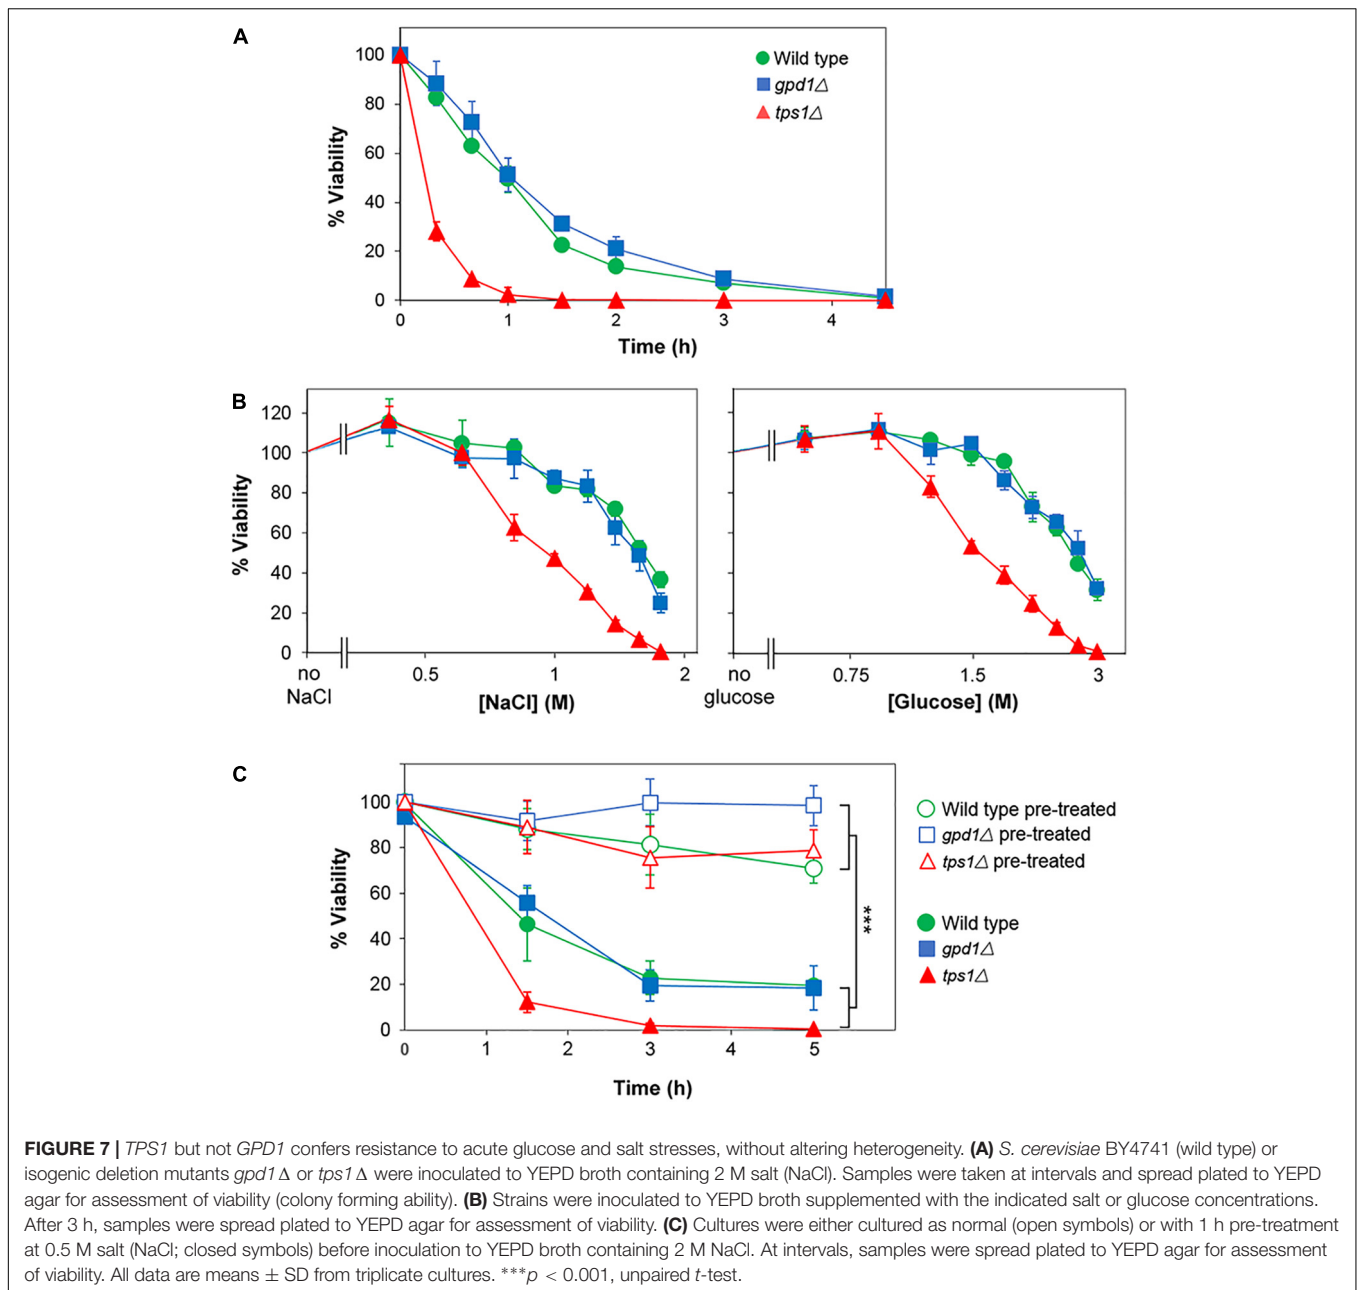 A
100
80
60
40
20
0
% Viability
0 1 2 3 4
Time (h)
Wild type
gpd1Δ
tps1Δ
B
120
100
80
60
40
20
0
% Viability
no NaCl
0.5 1 2
[NaCl] (M)
no glucose
0.75 1.5 3
[Glucose] (M)
C
100
80
60
40
20
0
% Viability
0 1 2 3 4 5
Time (h)
***
Wild type pre-treated
gpd1Δ pre-treated
tps1Δ pre-treated
Wild type
gpd1Δ
tps1Δ
FIGURE 7 | TPS1 but not GPD1 confers resistance to acute glucose and salt stresses, without altering heterogeneity. (A) S. cerevisiae BY4741 (wild type) or
isogenic deletion mutants gpd1Δ or tps1Δ were inoculated to YEPD broth containing 2 M salt (NaCl). Samples were taken at intervals and spread plated to YEPD
agar for assessment of viability (colony forming ability). (B) Strains were inoculated to YEPD broth supplemented with the indicated salt or glucose concentrations.
After 3 h, samples were spread plated to YEPD agar for assessment of viability. (C) Cultures were either cultured as normal (open symbols) or with 1 h pre-treatment
at 0.5 M salt (NaCl; closed symbols) before inoculation to YEPD broth containing 2 M NaCl. At intervals, samples were spread plated to YEPD agar for assessment
of viability. All data are means ± SD from triplicate cultures. ***p < 0.001, unpaired t-test.